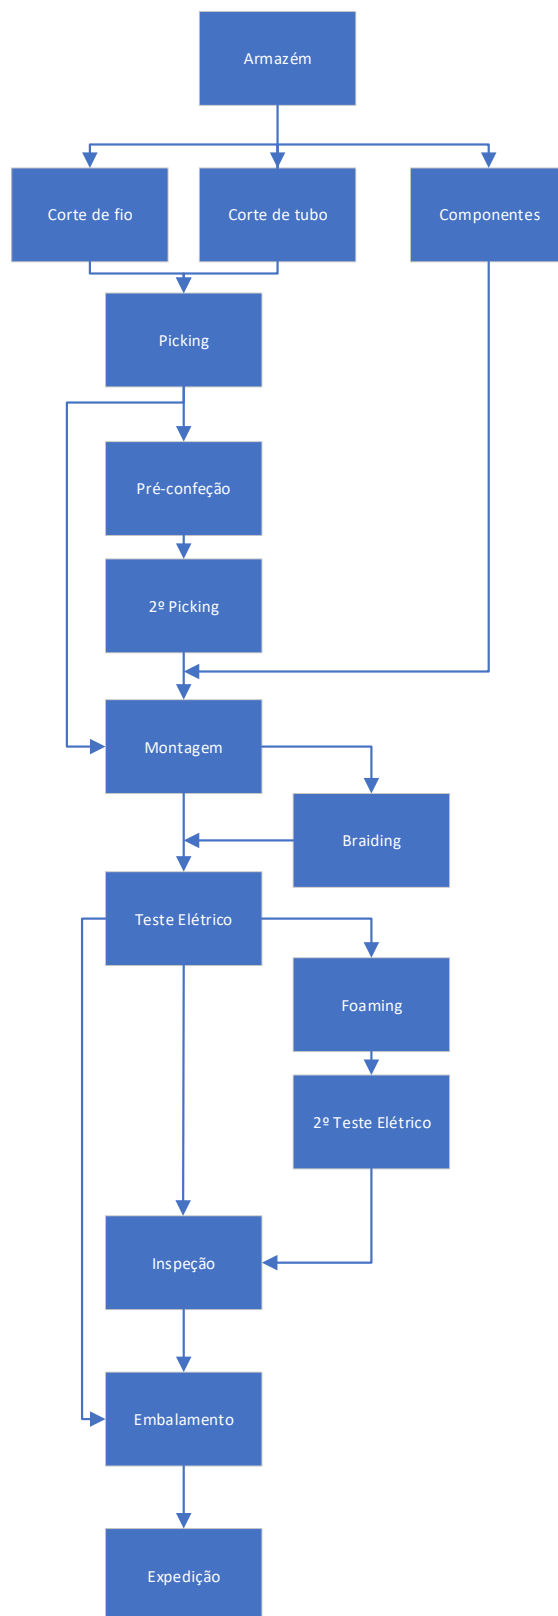 Armazém
Corte de fio
Corte de tubo
Componentes
Picking
Pré-confeção
2º Picking
Montagem
Braiding
Teste Elétrico
Foaming
2º Teste Elétrico
Inspeção
Embalamento
Expedição